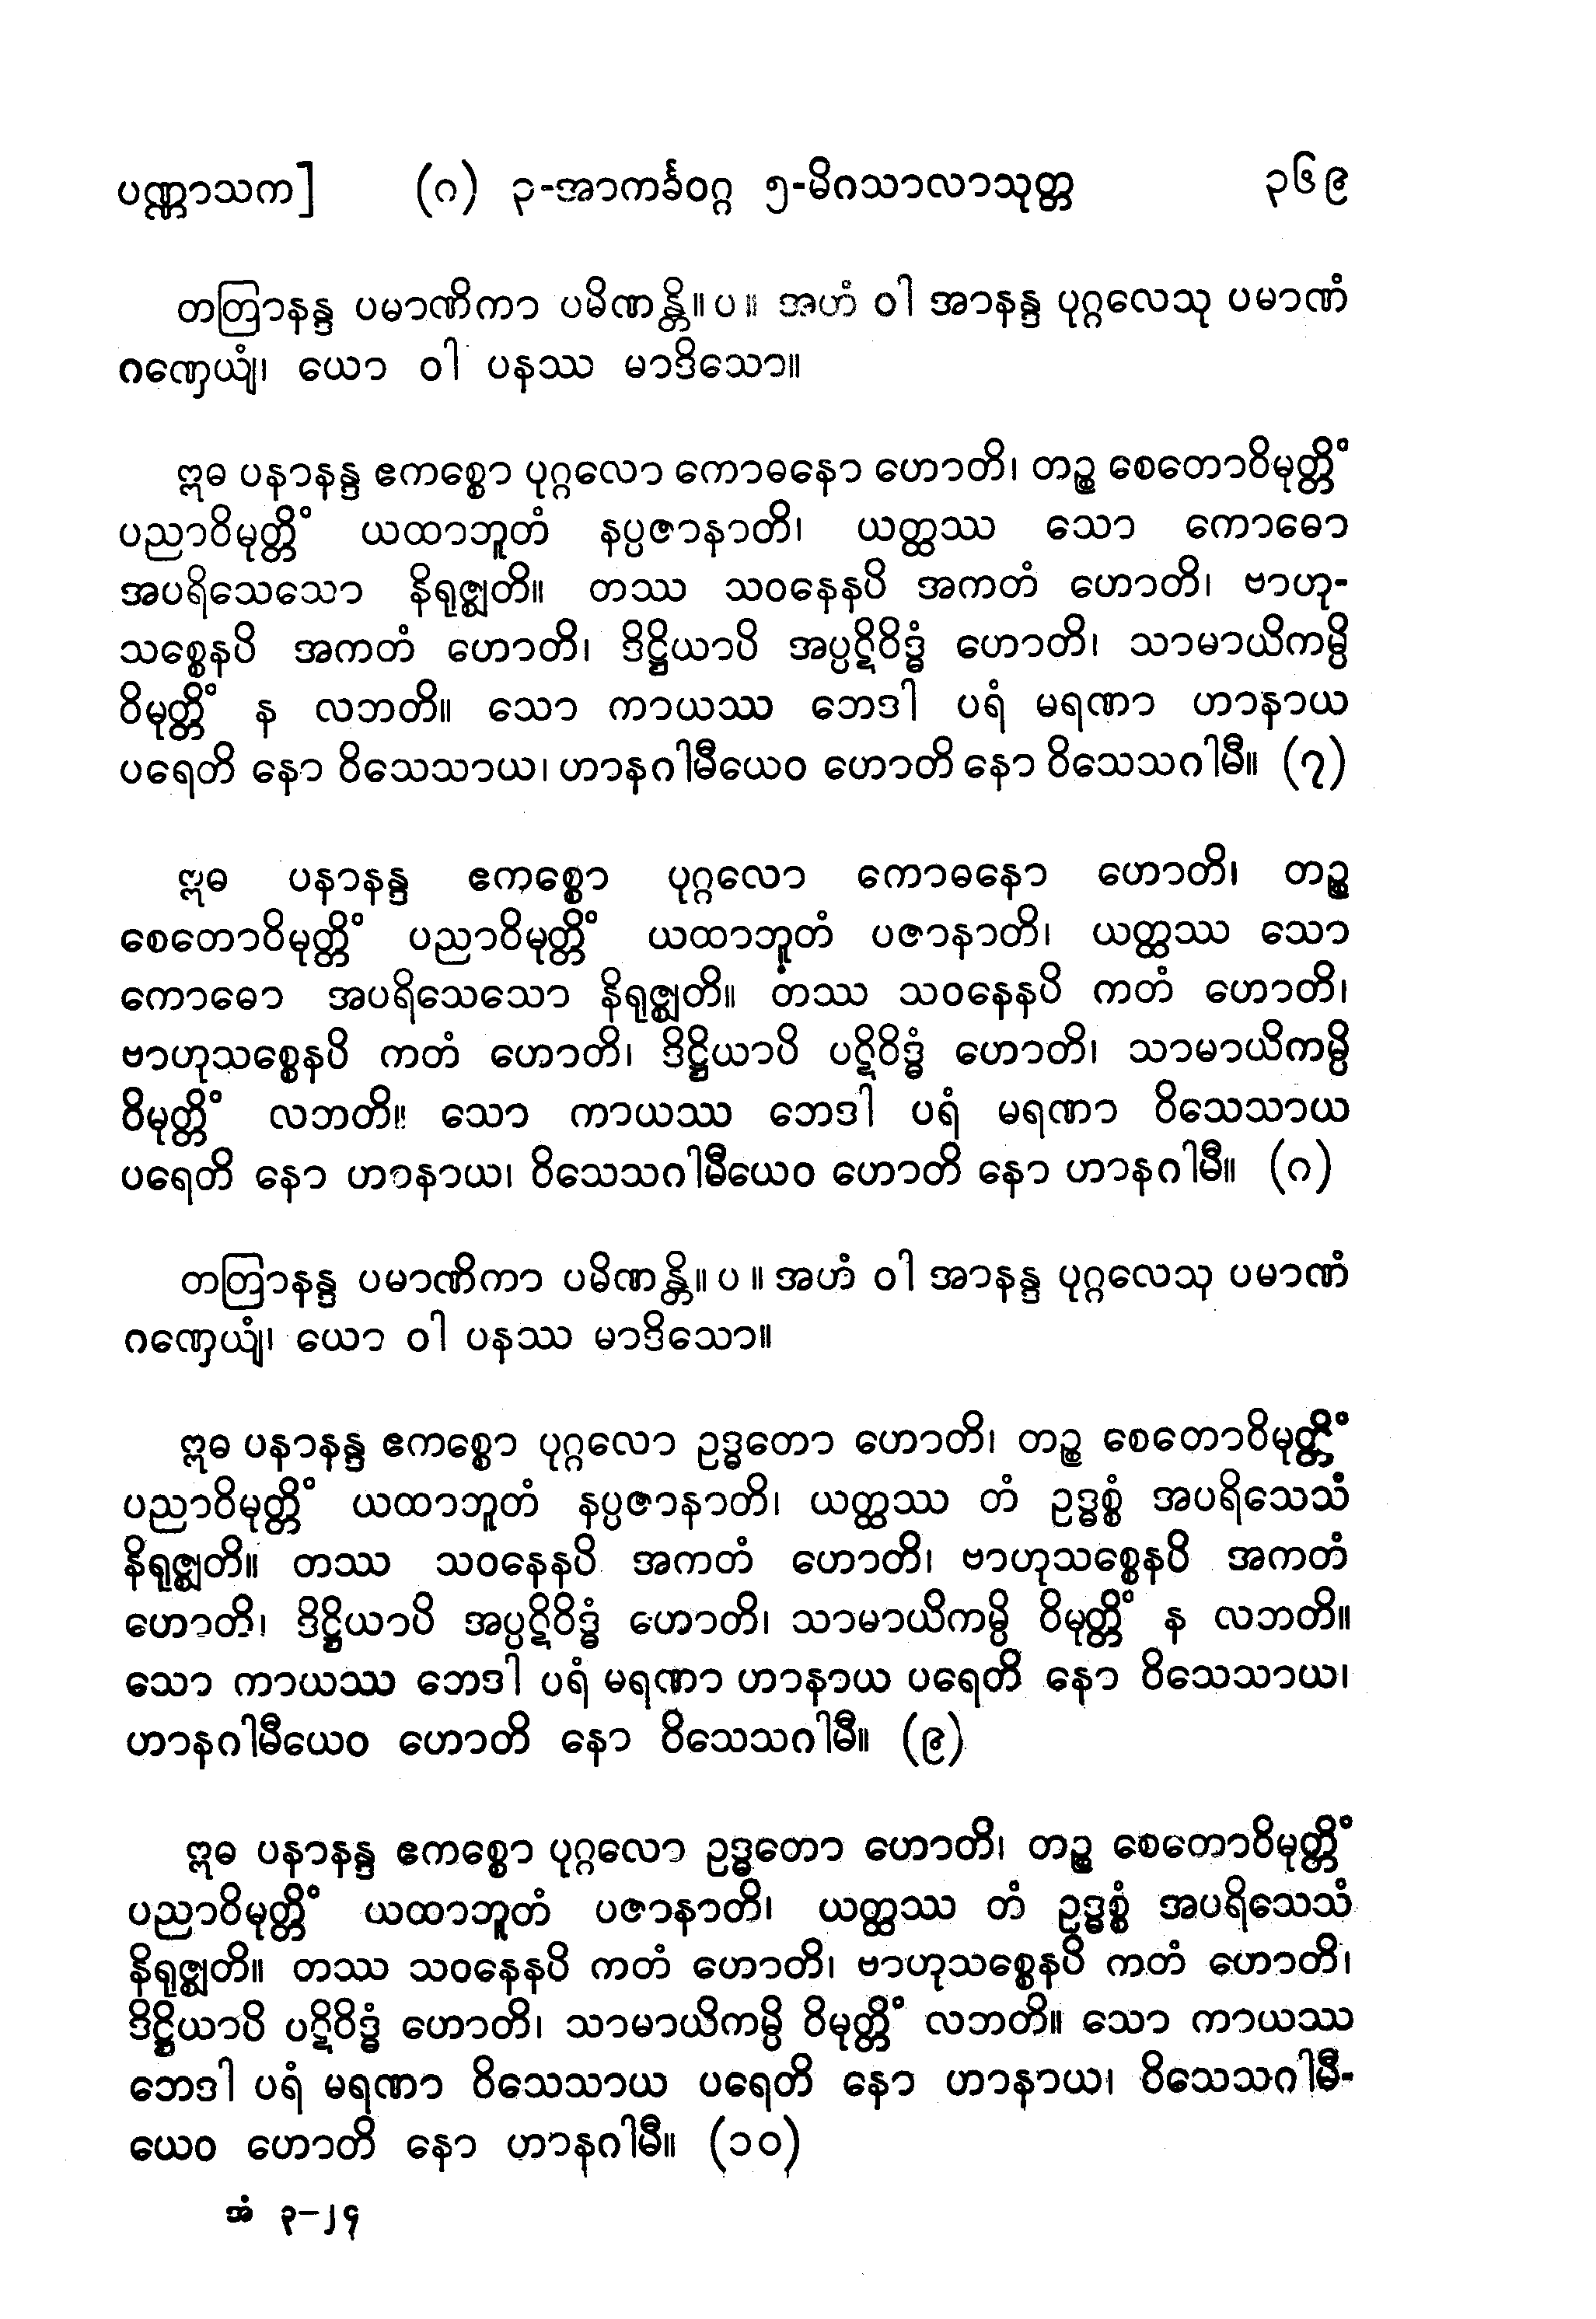 ပဏ္ဏာသက] (ဂ) ၃-အာကင်္ခဝဂ္ဂ ၅-မိဂသာလာသုတ္တ ၃၆၉
တတြာနန္ဒ ပမာဏိကာ ပမိဏန္တိ။ ပ ။ အဟံ ဝါ အာနန္ဒ ပုဂ္ဂလေသု ပမာဏံ
ဂဏှေယျံ၊ ယော ဝါ ပနဿ မာဒိသော။
ဣဓ ပနာနန္ဒ ဧကစ္စော ပုဂ္ဂလော ကောဓနော ဟောတိ၊ တဉ္စ စေတောဝိမုတ္တိံ
ပညာဝိမုတ္တိံ ယထာဘူတံ နပ္ပဇာနာတိ၊ ယတ္ထဿ သော ကောဓော
အပရိသေသော နိရုဇ္ဈတိ။ တဿ သဝနေနပိ အကတံ ဟောတိ၊ ဗာဟု-
သစ္စေနပိ အကတံ ဟောတိ၊ ဒိဋ္ဌိယာပိ အပ္ပဋိဝိဒ္ဓံ ဟောတိ၊ သာမာယိကမ္ပိ
ဝိမုတ္တိံ န လဘတိ။ သော ကာယဿ ဘေဒါ ပရံ မရဏာ ဟာနာယ
ပရေတိ နော ဝိသေသာယ၊ ဟာနဂါမီယေဝ ဟောတိ နော ဝိသေသဂါမီ။ (၇)
ဣဓ ပနာနန္ဒ ဧကစ္စော ပုဂ္ဂလော ကောဓနော ဟောတိ၊ တဉ္စ
စေတောဝိမုတ္တိံ ပညာဝိမုတ္တိံ ယထာဘူတံ ပဇာနာတိ၊ ယတ္ထဿ သော
ကောဓော အပရိသေသော နိရုဇ္ဈတိ။ တဿ သဝနေနပိ ကတံ ဟောတိ၊
ဗာဟုသစ္စေနပိ ကတံ ဟောတိ၊ ဒိဋ္ဌိယာပိ ပဋိဝိဒ္ဓံ ဟောတိ၊ သာမာယိကမ္ပိ
ဝိမုတ္တိံ လဘတိ။ သော ကာယဿ ဘေဒါ ပရံ မရဏာ ဝိသေသာယ
ပရေတိ နော ဟာနာယ၊ ဝိသေသဂါမီယေဝ ဟောတိ နော ဟာနဂါမီ။ (ဂ)
တတြာနန္ဒ ပမာဏိကာ ပမိဏန္တိ။ ပ ။ အဟံ ဝါ အာနန္ဒ ပုဂ္ဂလေသု ပမာဏံ
ဂဏှေယျံ၊ ယော ဝါ ပနဿ မာဒိသော။
ဣဓ ပနာနန္ဒ ဧကစ္စော ပုဂ္ဂလော ဥဒ္ဓတော ဟောတိ၊ တဉ္စ စေတောဝိမုတ္တိံ
ပညာဝိမုတ္တိံ ယထာဘူတံ နပ္ပဇာနာတိ၊ ယတ္ထဿ တံ ဥဒ္ဓစ္စံ အပရိသေသံ
နိရုဇ္ဈတိ။ တဿ သဝနေနပိ အကတံ ဟောတိ၊ ဗာဟုသစ္စေနပိ အကတံ
ဟောတိ၊ ဒိဋ္ဌိယာပိ အပ္ပဋိဝိဒ္ဓံ ဟောတိ၊ သာမာယိကမ္ပိ ဝိမုတ္တိံ န လဘတိ။
သော ကာယဿ ဘေဒါ ပရံ မရဏာ ဟာနာယ ပရေတိ နော ဝိသေသာယ၊
ဟာနဂါမီယေဝ ဟောတိ နော ဝိသေသဂါမီ။ (၉)
ဣဓ ပနာနန္ဒ ဧကစ္စော ပုဂ္ဂလော ဥဒ္ဓတော ဟောတိ၊ တဉ္စ စေတောဝိမုတ္တိံ
ပညာဝိမုတ္တိံ ယထာဘူတံ ပဇာနာတိ၊ ယတ္ထဿ တံ ဥဒ္ဓစ္စံ အပရိသေသံ
နိရုဇ္ဈတိ။ တဿ သဝနေနပိ ကတံ ဟောတိ၊ ဗာဟုသစ္စေနပိ ကတံ ဟောတိ၊
ဒိဋ္ဌိယာပိ ပဋိဝိဒ္ဓံ ဟောတိ၊ သာမာယိကမ္ပိ ဝိမုတ္တိံ လဘတိ။ သော ကာယဿ
ဘေဒါ ပရံ မရဏာ ဝိသေသာယ ပရေတိ နော ဟာနာယ၊ ဝိသေသဂါမီ-
ယေဝ ဟောတိ နော ဟာနဂါမီ။ (၁၀)
အံ ၃–၂၄